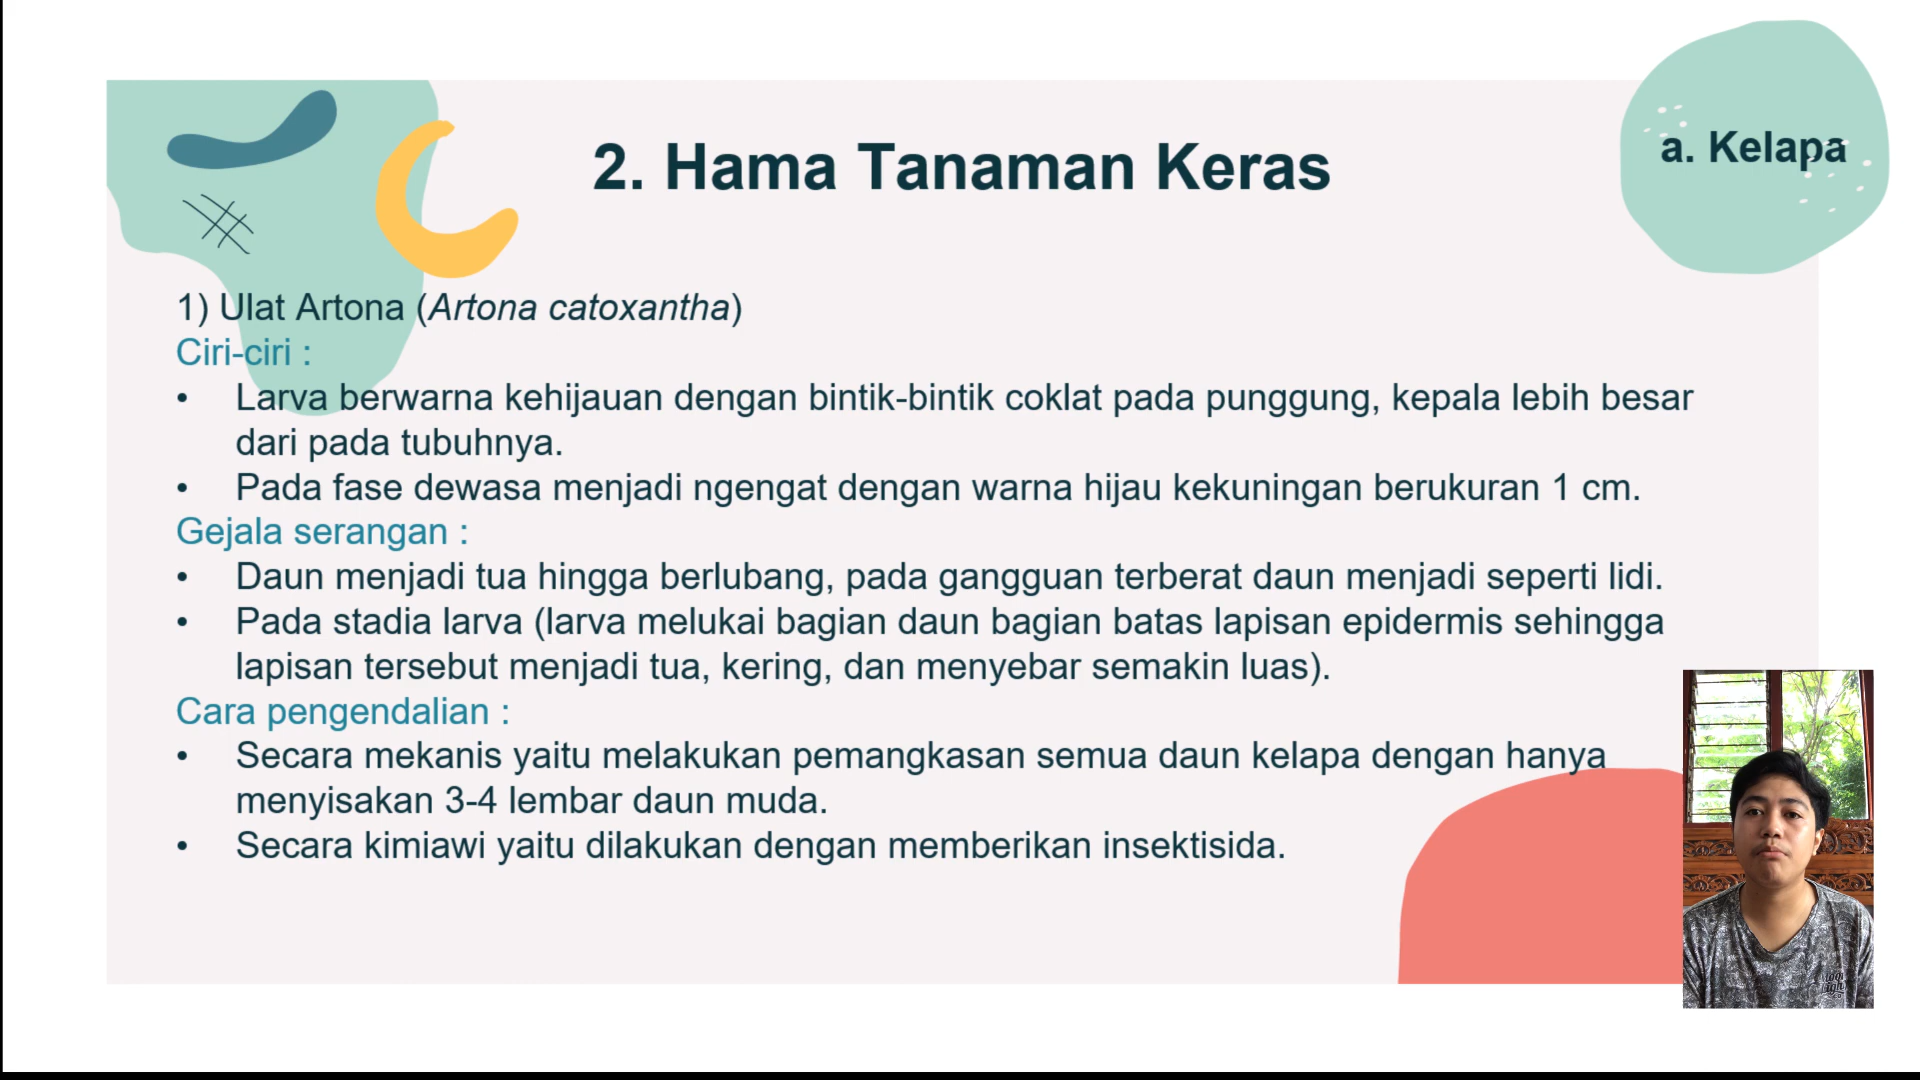 2. Hama Tanaman Keras
a. Kelapa
1) Ulat Artona (Artona catoxantha)
Ciri-ciri :
• Larva berwarna kehijauan dengan bintik-bintik coklat pada punggung, kepala lebih besar
dari pada tubuhnya.
• Pada fase dewasa menjadi ngengat dengan warna hijau kekuningan berukuran 1 cm.
Gejala serangan :
• Daun menjadi tua hingga berlubang, pada gangguan terberat daun menjadi seperti lidi.
• Pada stadia larva (larva melukai bagian daun bagian batas lapisan epidermis sehingga
lapisan tersebut menjadi tua, kering, dan menyebar semakin luas).
Cara pengendalian :
• Secara mekanis yaitu melakukan pemangkasan semua daun kelapa dengan hanya
menyisakan 3-4 lembar daun muda.
• Secara kimiawi yaitu dilakukan dengan memberikan insektisida.